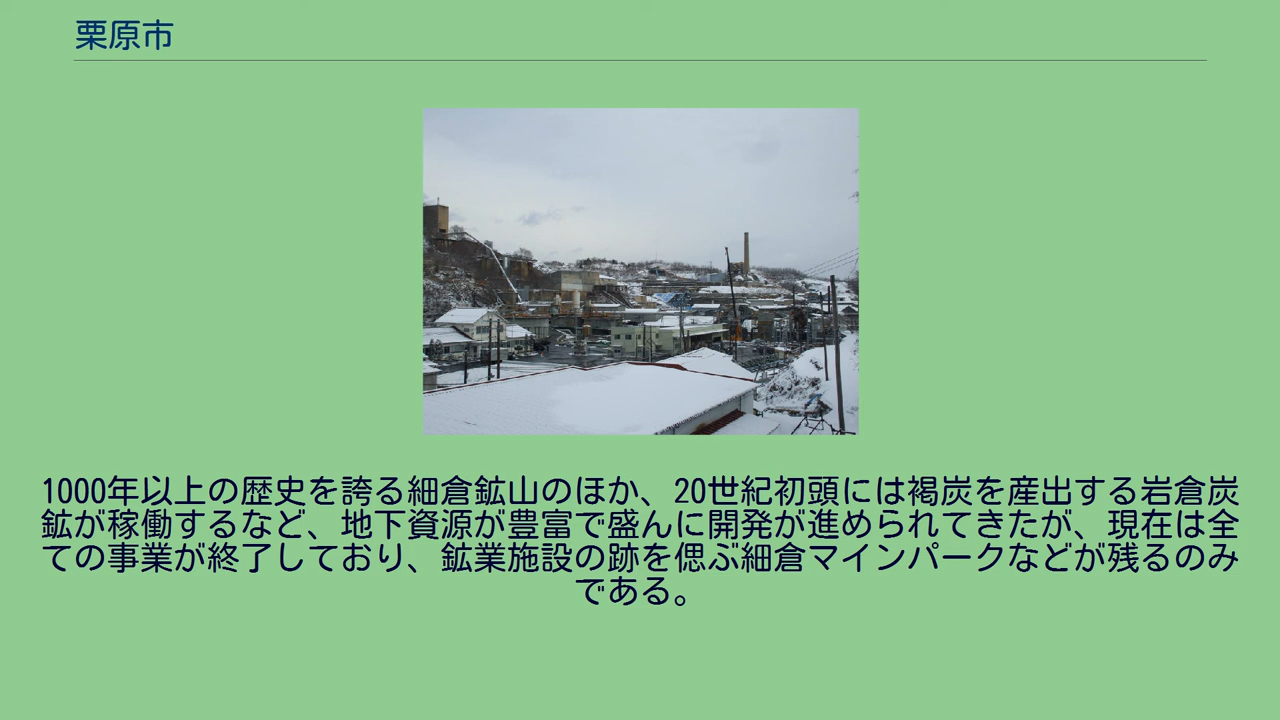 栗原市
1000年以上の歴史を誇る細倉鉱山のほか、20世紀初頭には褐炭を産出する岩倉炭
鉱が稼働するなど、地下資源が豊富で盛んに開発が進められてきたが、現在は全
ての事業が終了しており、鉱業施設の跡を偲ぶ細倉マインパークなどが残るのみ
である。